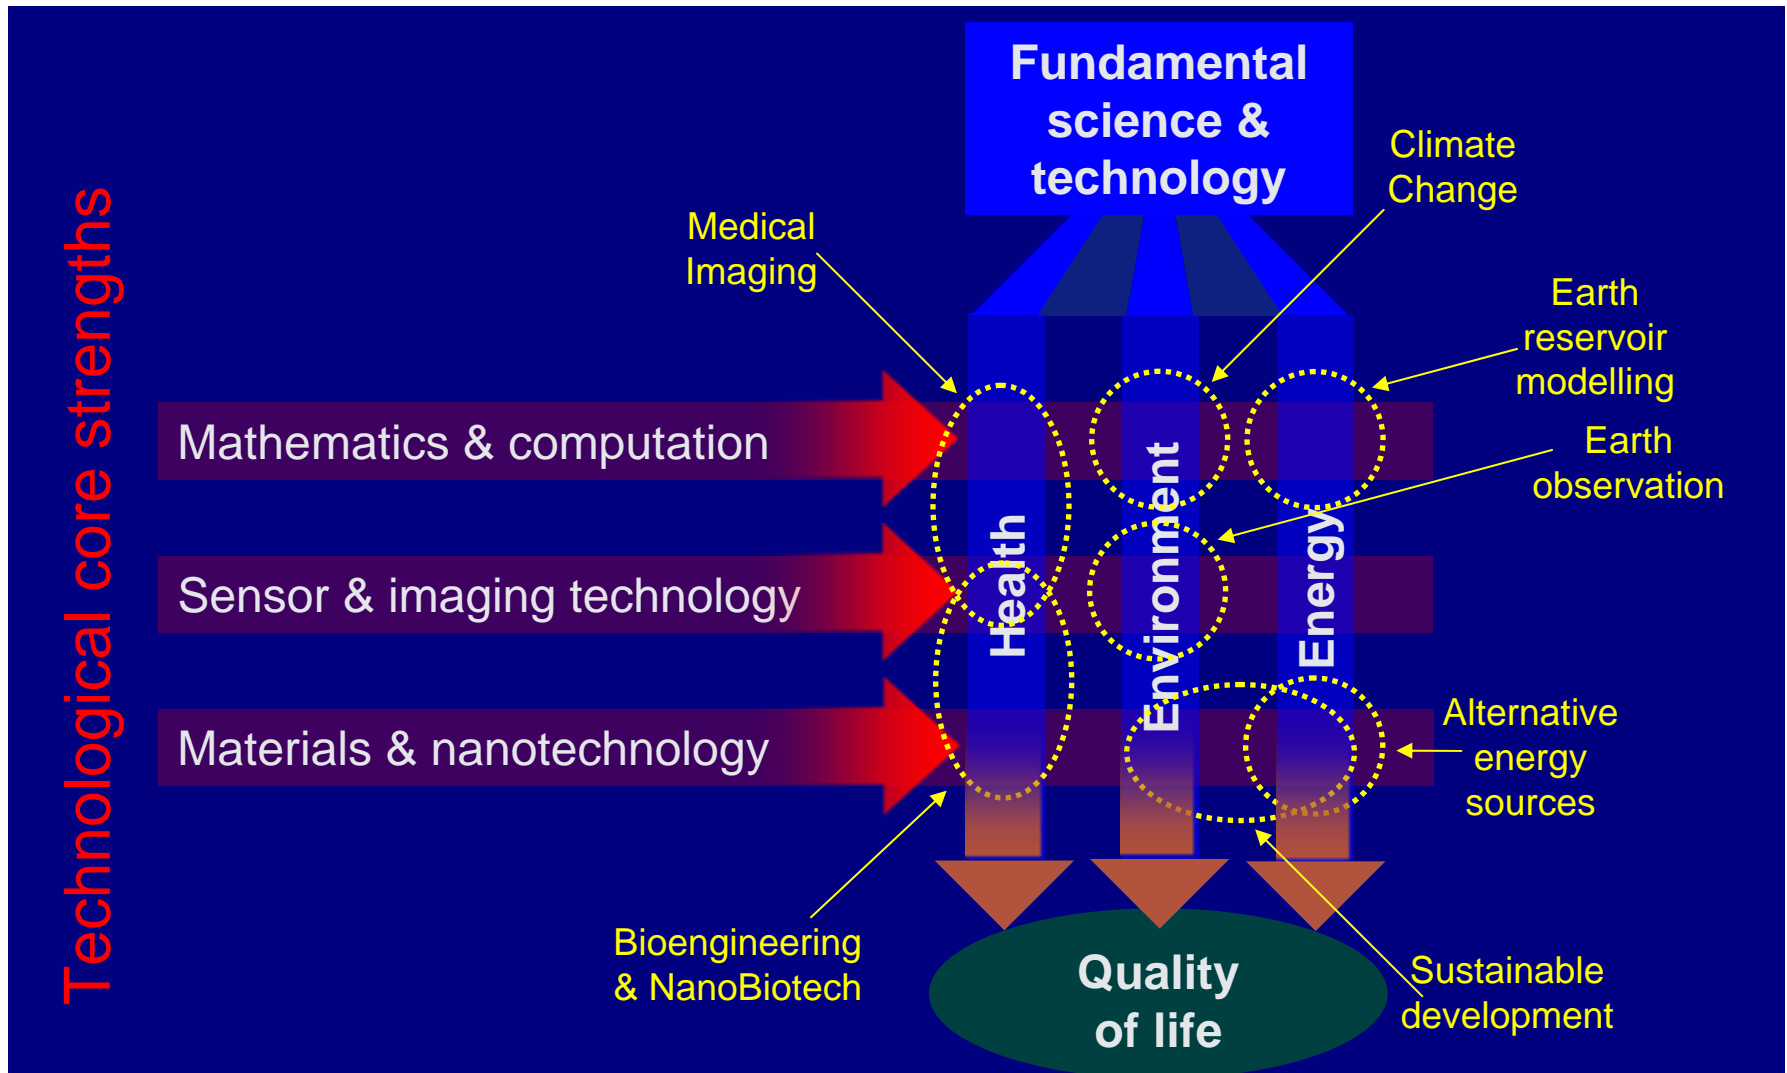 Fundamental
science &
technology
Climate
Change
Medical
Imaging
Earth
reservoir
modelling
Earth
observation
Technological core strengths
Mathematics & computation
Sensor & imaging technology
Materials & nanotechnology
Health
Environment
Energy
Alternative
energy
sources
Bioengineering
& NanoBiotech
Sustainable
development
Quality
of life